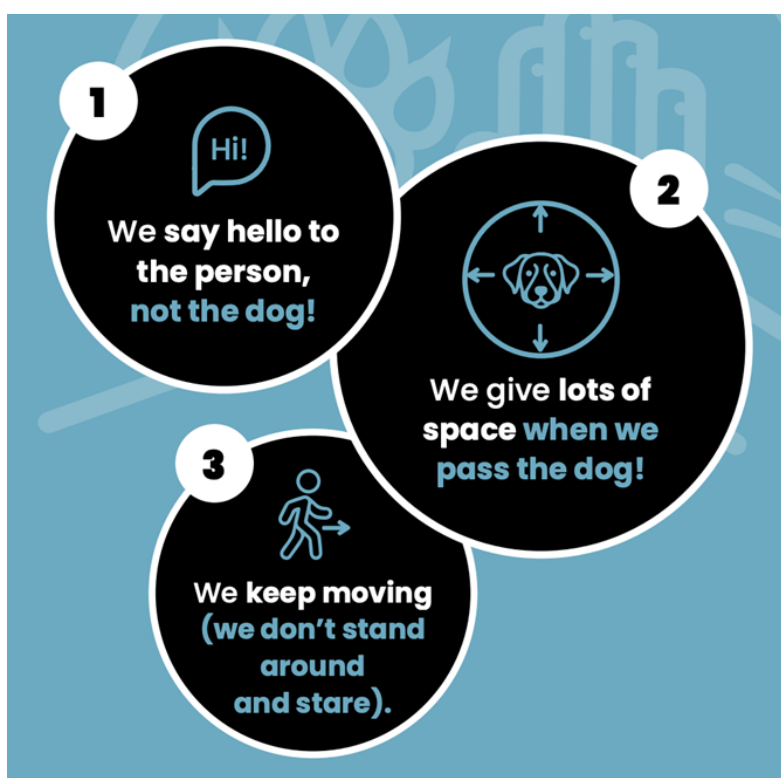 1
Hi!
We say hello to
the person,
not the dog!
2
We give lots of
space when we
pass the dog!
3
We keep moving
(we don’t stand
around
and stare).